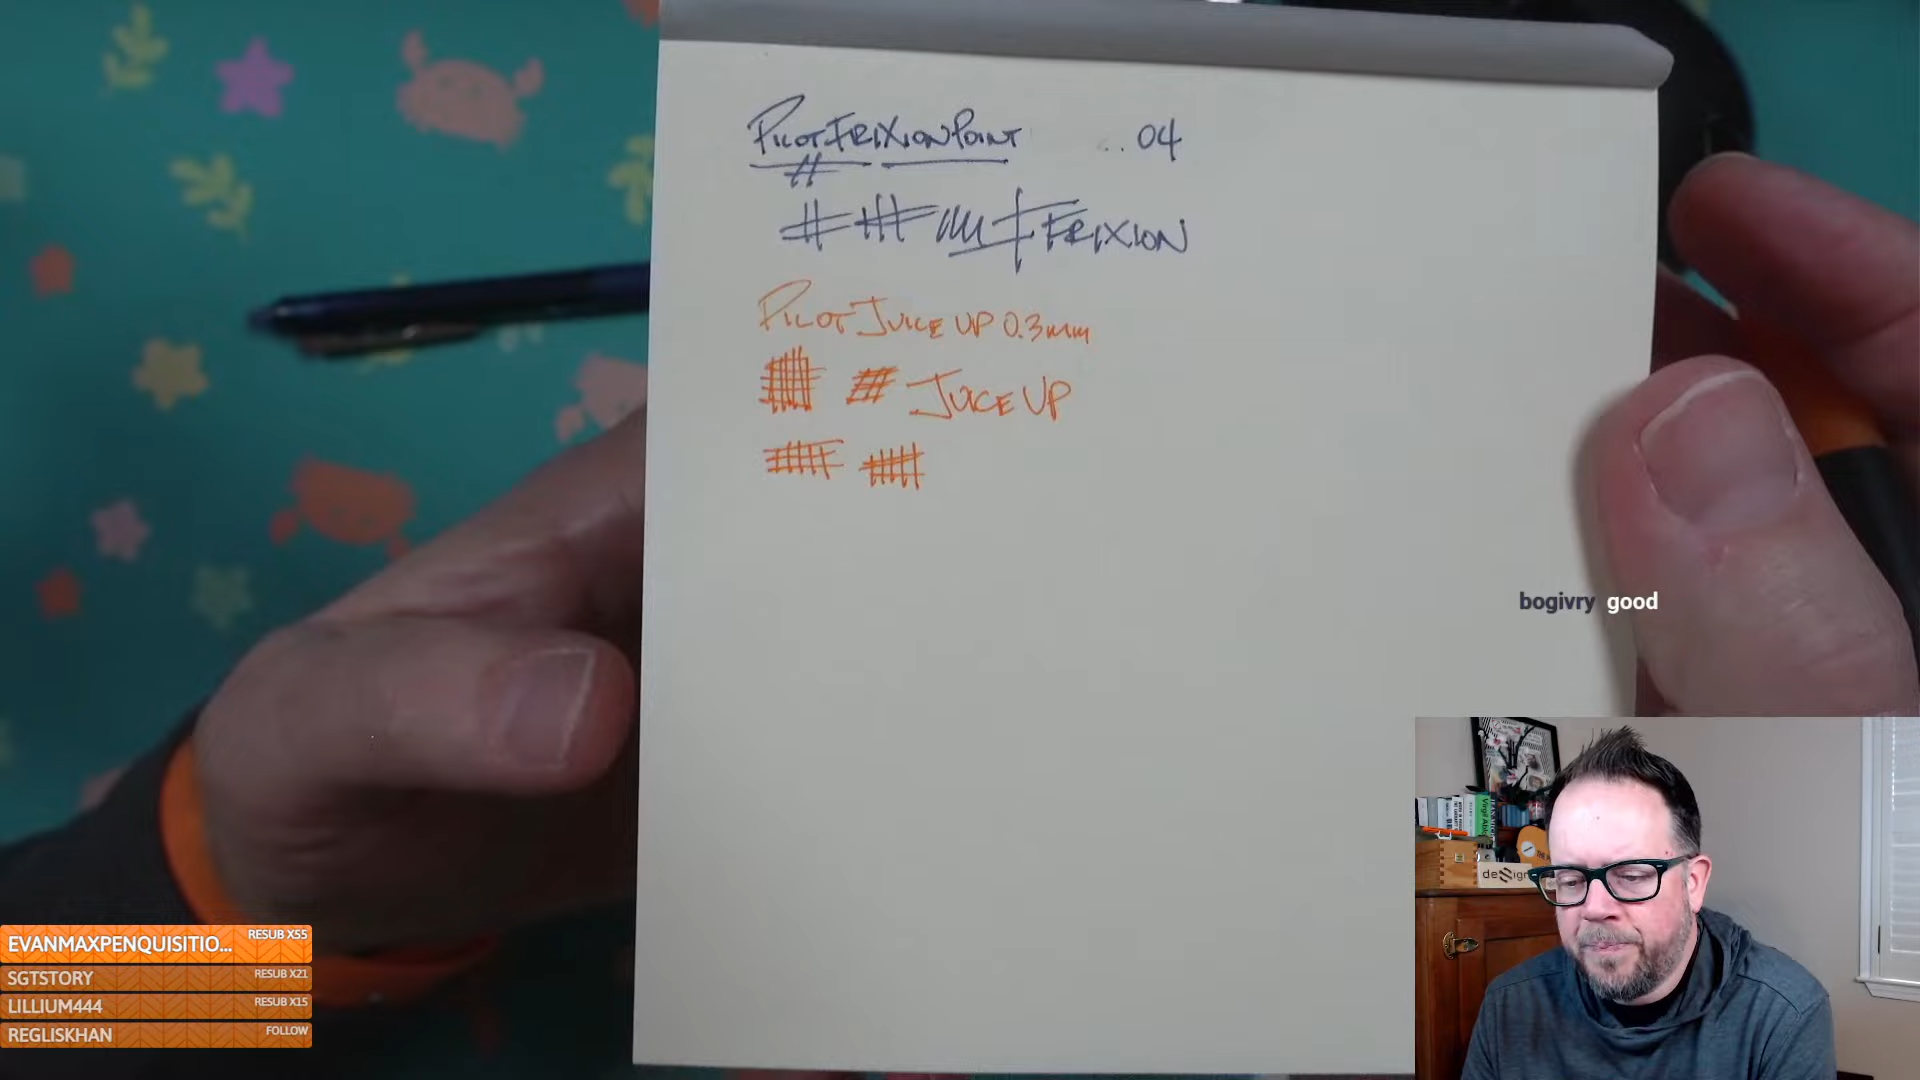 PILOT FRIXION POINT .. 04
FRIXION
PILOT JUICE UP 0.3mm
JUICE UP
bogivry good
EVANMAXPENQUISITIO... RESUB X55
SGTSTORY RESUB X21
LILLIUM444 RESUB X15
REGLISKHAN FOLLOW